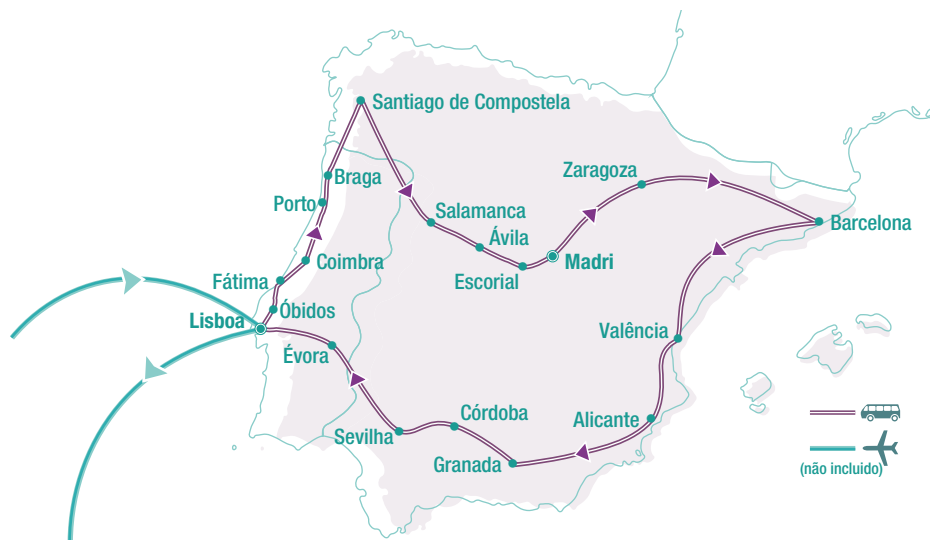 Santiago de Compostela
Braga
Zaragoza
Porto
Salamanca
Barcelona
Ávila
Coimbra
Madri
Fátima
Escorial
Óbidos
Lisboa
Valência
Évora
Córdoba
Alicante
Sevilha
Granada
(não incluido)